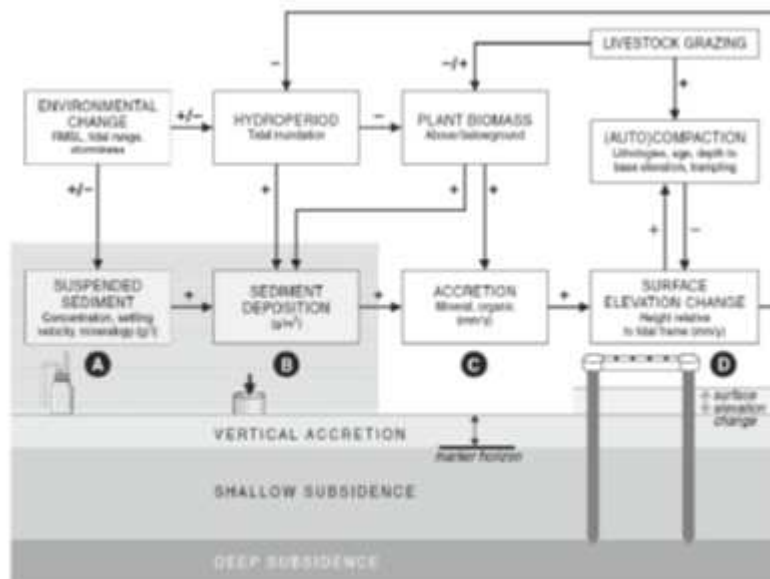 LIVESTOCK GRAZING
–
–/+
+
ENVIRONMENTAL
CHANGE
RMSL, tidal range,
storminess
+/–
HYDROPERIOD
Tidal inundation
–
PLANT BIOMASS
Above/belowground
(AUTO)COMPACTION
Lithologies, age, depth to
base elevation, trampling
+/–
+
+
+
+
–
SUSPENDED
SEDIMENT
Concentration, settling
velocity, mineralogy
+
SEDIMENT
DEPOSITION
(g/m²)
+
ACCRETION
Mineral, organic
(mm/y)
+
SURFACE
ELEVATION CHANGE
Height relative
to tidal frame (mm/y)
A
B
C
D
surface
elevation
change
VERTICAL ACCRETION
marker horizon
SHALLOW SUBSIDENCE
DEEP SUBSIDENCE